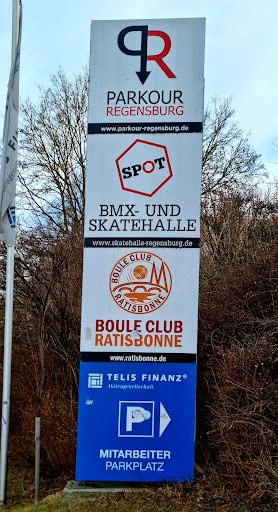 PR
PARKOUR
REGENSBURG
www.parkour-regensburg.de
SPOT
BMX- UND
SKATEHALLE
www.skatehalle-regensburg.de
BOULE CLUB
RATISBONNE
BOULE CLUB
RATISBONNE
www.ratisbonne.de
TELIS FINANZ®
Aktiengesellschaft
P
MITARBEITER
PARKPLATZ